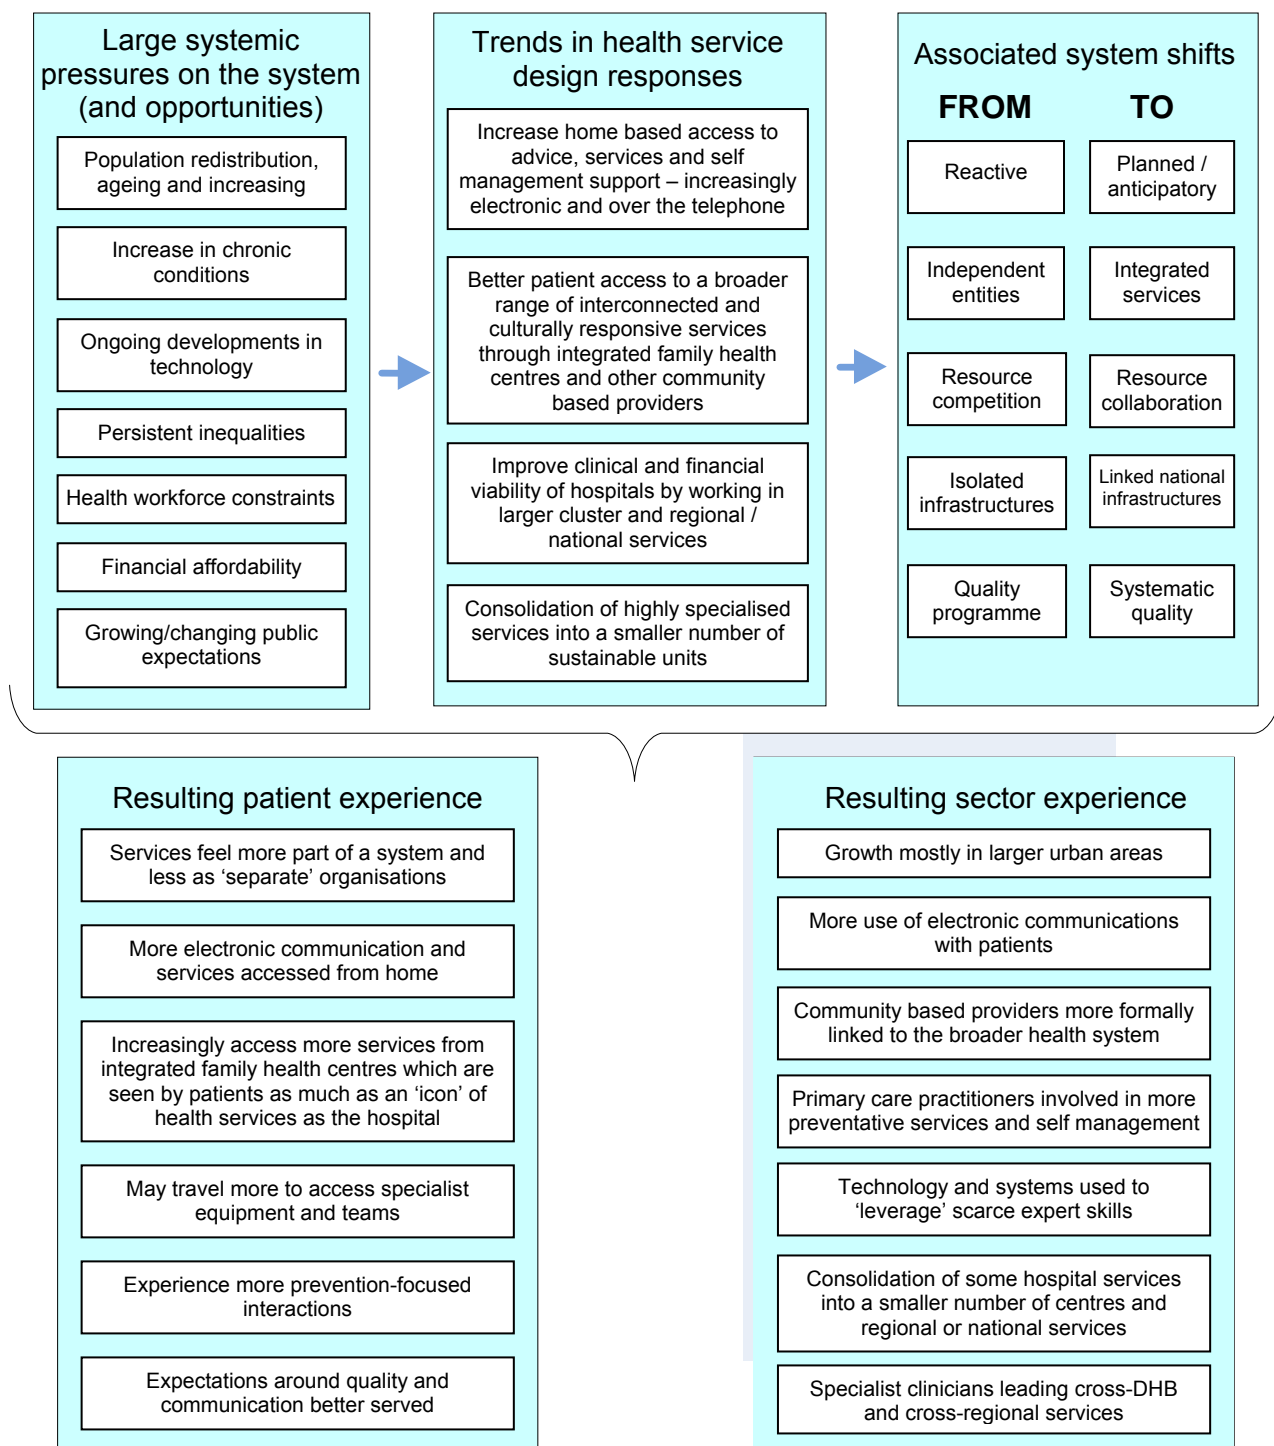 Large systemic
pressures on the system
(and opportunities)
Population redistribution,
ageing and increasing
Increase in chronic
conditions
Ongoing developments in
technology
Persistent inequalities
Health workforce constraints
Financial affordability
Growing/changing public
expectations
Trends in health service
design responses
Increase home based access to
advice, services and self
management support – increasingly
electronic and over the telephone
Better patient access to a broader
range of interconnected and
culturally responsive services
through integrated family health
centres and other community
based providers
Improve clinical and financial
viability of hospitals by working in
larger cluster and regional /
national services
Consolidation of highly specialised
services into a smaller number of
sustainable units
Associated system shifts
FROM TO
Reactive
Planned /
anticipatory
Independent
entities
Integrated
services
Resource
competition
Resource
collaboration
Isolated
infrastructures
Linked national
infrastructures
Quality
programme
Systematic
quality
Resulting patient experience
Services feel more part of a system and
less as ‘separate’ organisations
More electronic communication and
services accessed from home
Increasingly access more services from
integrated family health centres which are
seen by patients as much as an ‘icon’ of
health services as the hospital
May travel more to access specialist
equipment and teams
Experience more prevention-focused
interactions
Expectations around quality and
communication better served
Resulting sector experience
Growth mostly in larger urban areas
More use of electronic communications
with patients
Community based providers more formally
linked to the broader health system
Primary care practitioners involved in more
preventative services and self management
Technology and systems used to
‘leverage’ scarce expert skills
Consolidation of some hospital services
into a smaller number of centres and
regional or national services
Specialist clinicians leading cross-DHB
and cross-regional services